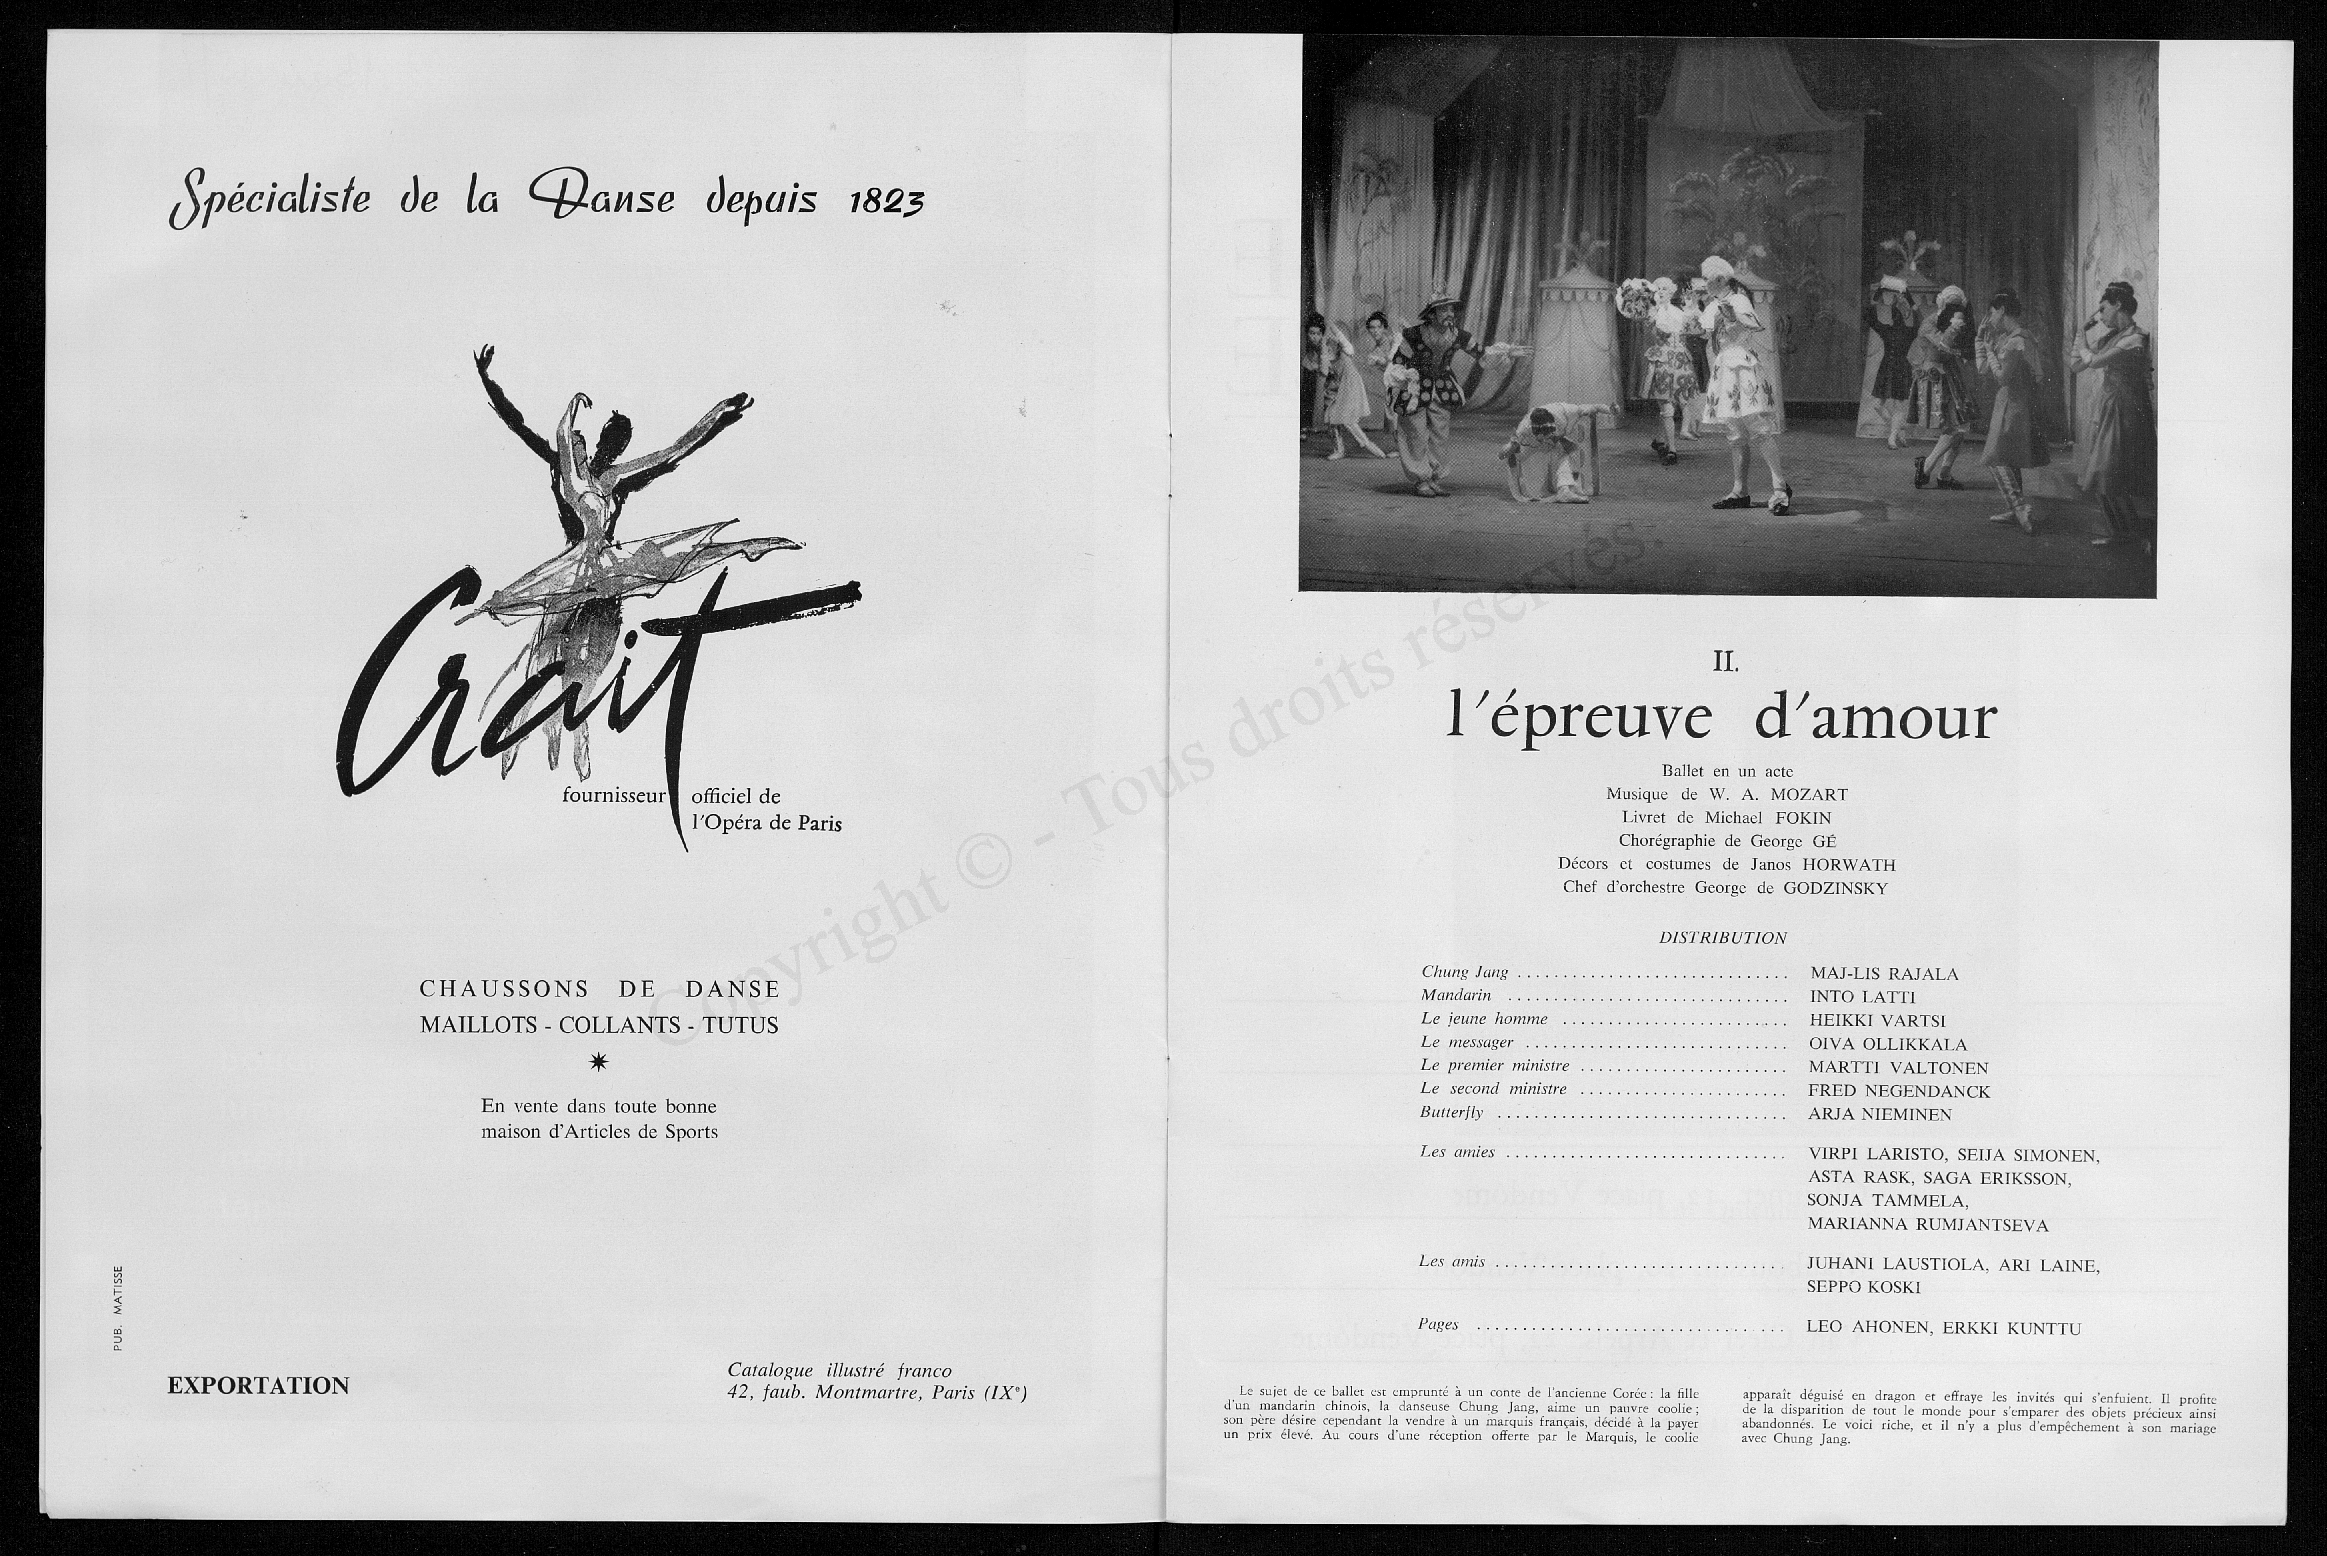 Spécialiste de la Danse depuis 1823
Crait
fournisseur officiel de
l'Opéra de Paris
CHAUSSONS DE DANSE
MAILLOTS - COLLANTS - TUTUS
En vente dans toute bonne
maison d'Articles de Sports
PUB. MATISSE
EXPORTATION
Catalogue illustré franco
42, faub. Montmartre, Paris (IXe)
II.
l'épreuve d'amour
Ballet en un acte
Musique de W. A. MOZART
Livret de Michael FOKIN
Chorégraphie de George GÉ
Décors et costumes de Janos HORWATH
Chef d'orchestre George de GODZINSKY
DISTRIBUTION
Chung Jang .............................. MAJ-LIS RAJALA
Mandarin .............................. INTO LATTI
Le jeune homme ......................... HEIKKI VARTSI
Le messager ............................. OIVA OLLIKKALA
Le premier ministre ....................... MARTTI VALTONEN
Le second ministre ....................... FRED NEGENDANCK
Butterfly ................................ ARJA NIEMINEN
Les amies ............................... VIRPI LARISTO, SEIJA SIMONEN,
ASTA RASK, SAGA ERIKSSON,
SONJA TAMMELA,
MARIANNA RUMJANTSEVA
Les amis ................................ JUHANI LAUSTIOLA, ARI LAINE,
SEPPO KOSKI
Pages .................................. LEO AHONEN, ERKKI KUNTTU
Le sujet de ce ballet est emprunté à un conte de l'ancienne Corée : la fille
d'un mandarin chinois, la danseuse Chung Jang, aime un pauvre coolie ;
son père désire cependant la vendre à un marquis français, décidé à la payer
un prix élevé. Au cours d'une réception offerte par le Marquis, le coolie
apparaît déguisé en dragon et effraye les invités qui s'enfuient. Il profite
de la disparition de tout le monde pour s'emparer des objets précieux ainsi
abandonnés. Le voici riche, et il n'y a plus d'empêchement à son mariage
avec Chung Jang.
Copyright © - Tous droits réservés.